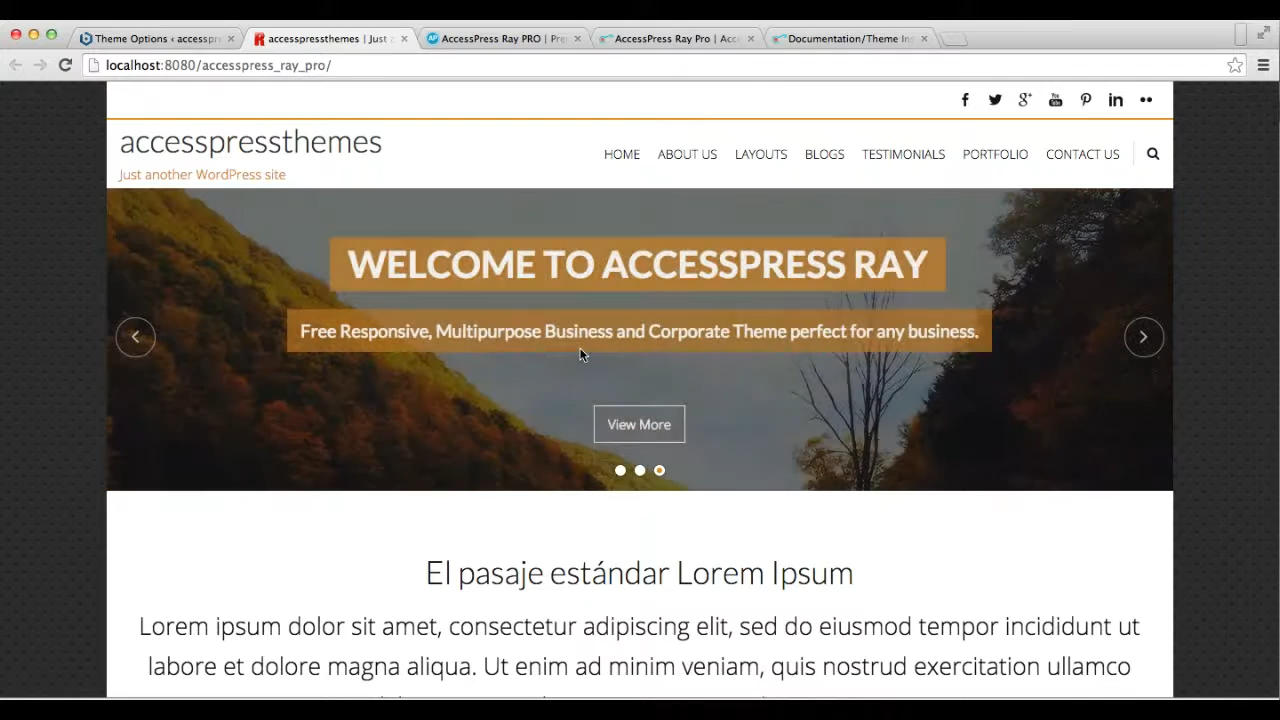 Theme Options ‹ accesspr
accesspressthemes | Just
AccessPress Ray PRO | Pre
AccessPress Ray Pro | Acc
Documentation/Theme In
localhost:8080/accesspress_ray_pro/
accesspressthemes
Just another WordPress site
HOME ABOUT US LAYOUTS BLOGS TESTIMONIALS PORTFOLIO CONTACT US
WELCOME TO ACCESSPRESS RAY
Free Responsive, Multipurpose Business and Corporate Theme perfect for any business.
View More
El pasaje estándar Lorem Ipsum
Lorem ipsum dolor sit amet, consectetur adipiscing elit, sed do eiusmod tempor incididunt ut
labore et dolore magna aliqua. Ut enim ad minim veniam, quis nostrud exercitation ullamco